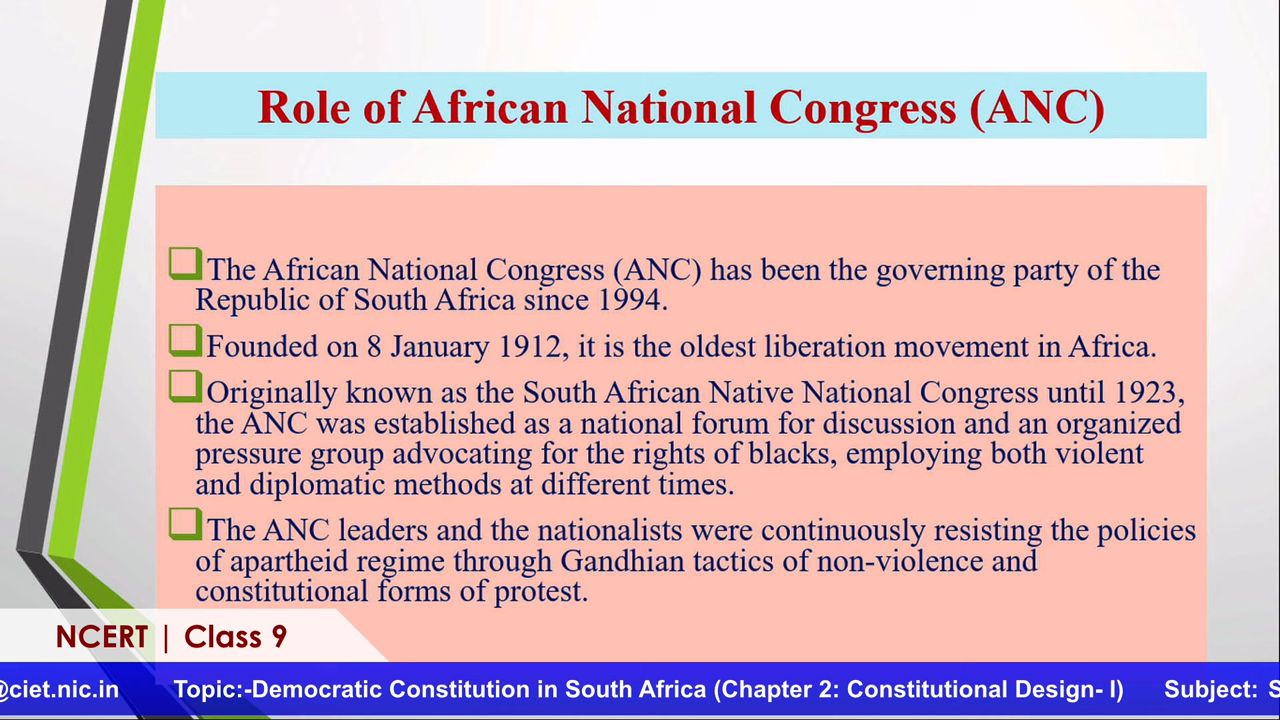 Role of African National Congress (ANC)
The African National Congress (ANC) has been the governing party of the
Republic of South Africa since 1994.
Founded on 8 January 1912, it is the oldest liberation movement in Africa.
Originally known as the South African Native National Congress until 1923,
the ANC was established as a national forum for discussion and an organized
pressure group advocating for the rights of blacks, employing both violent
and diplomatic methods at different times.
The ANC leaders and the nationalists were continuously resisting the policies
of apartheid regime through Gandhian tactics of non-violence and
constitutional forms of protest.
NCERT | Class 9
@ciet.nic.in Topic:-Democratic Constitution in South Africa (Chapter 2: Constitutional Design- I) Subject: S